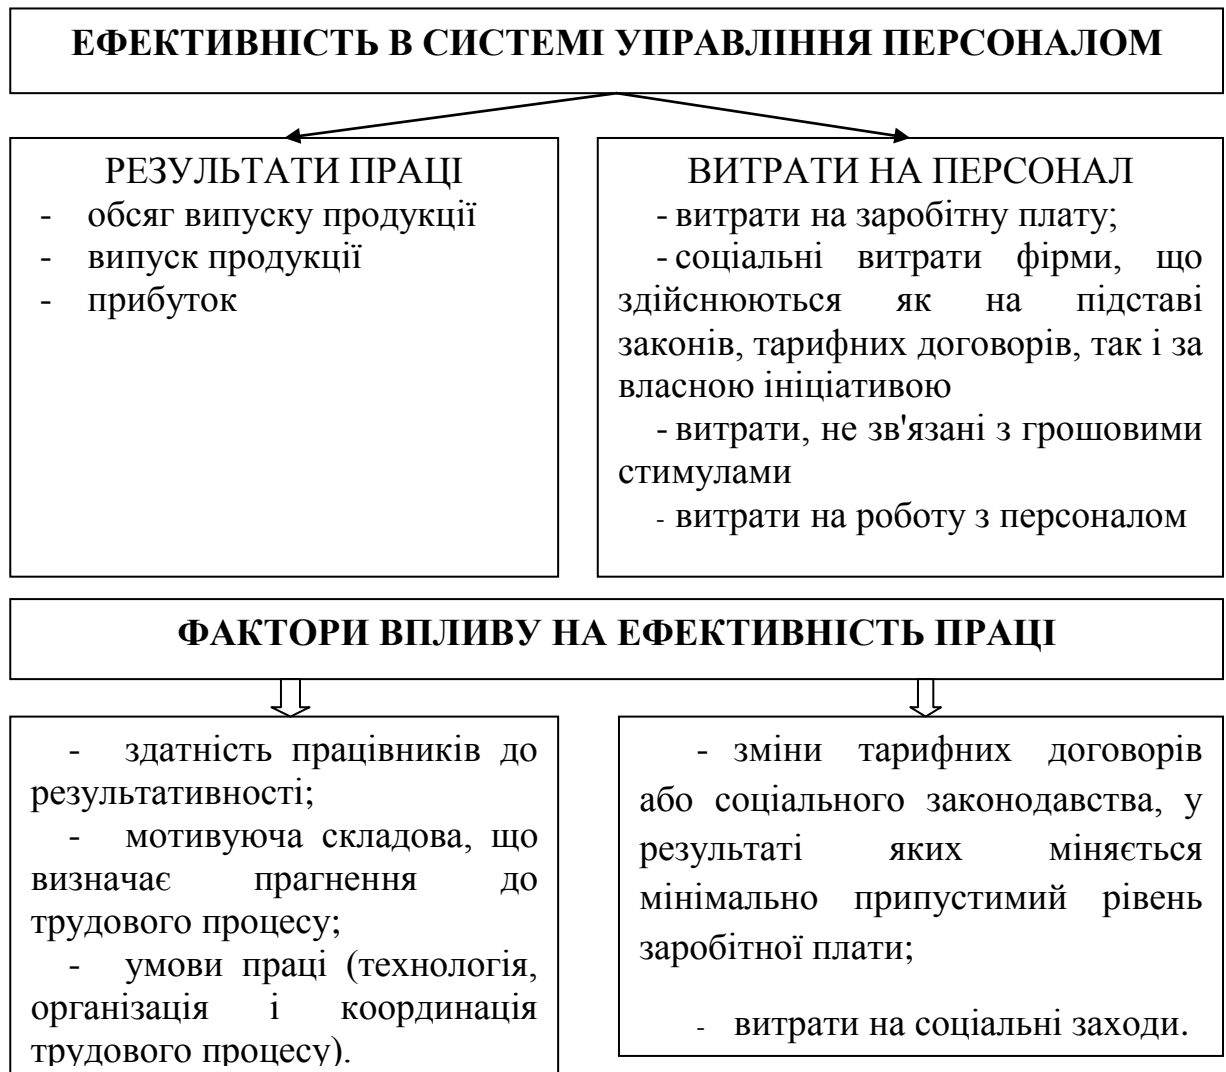 ЕФЕКТИВНІСТЬ В СИСТЕМІ УПРАВЛІННЯ ПЕРСОНАЛОМ
РЕЗУЛЬТАТИ ПРАЦІ
- обсяг випуску продукції
- випуск продукції
- прибуток
ВИТРАТИ НА ПЕРСОНАЛ
- витрати на заробітну плату;
- соціальні витрати фірми, що
здійснюються як на підставі
законів, тарифних договорів, так і за
власною ініціативою
- витрати, не зв'язані з грошовими
стимулами
- витрати на роботу з персоналом
ФАКТОРИ ВПЛИВУ НА ЕФЕКТИВНІСТЬ ПРАЦІ
- здатність працівників до
результативності;
- мотивуюча складова, що
визначає прагнення до
трудового процесу;
- умови праці (технологія,
організація і координація
трудового процесу).
- зміни тарифних договорів
або соціального законодавства, у
результаті яких міняється
мінімально припустимий рівень
заробітної плати;
- витрати на соціальні заходи.